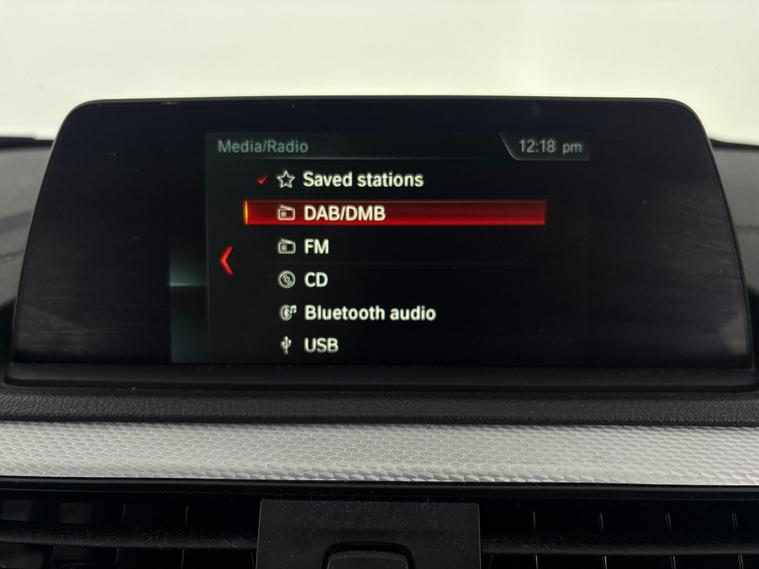 Media/Radio 12:18 pm
Saved stations
DAB/DMB
FM
CD
Bluetooth audio
USB